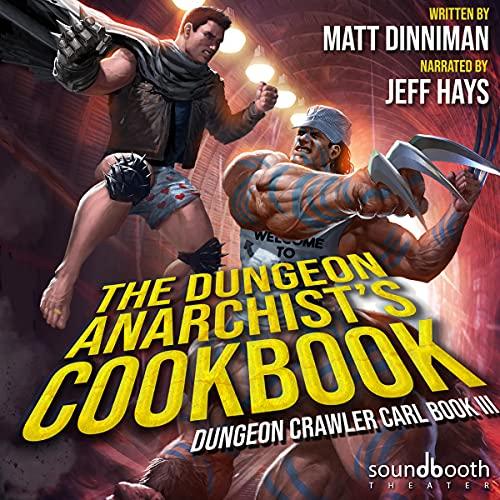 WRITTEN BY
MATT DINNIMAN
NARRATED BY
JEFF HAYS
WELCOME
TO
THE DUNGEON
ANARCHIST'S
COOKBOOK
DUNGEON CRAWLER CARL BOOK III
soundbooth
THEATER